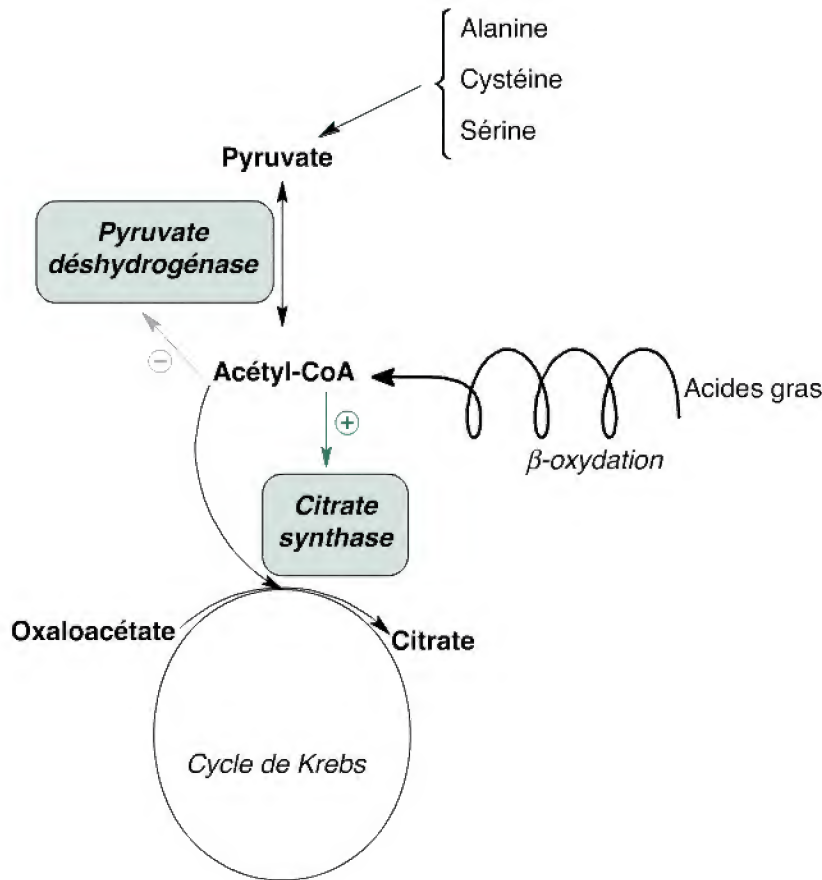 Alanine
Cystéine
Sérine
Pyruvate
Pyruvate
déshydrogénase
−
Acétyl-CoA
Acides gras
+
β-oxydation
Citrate
synthase
Oxaloacétate
Citrate
Cycle de Krebs